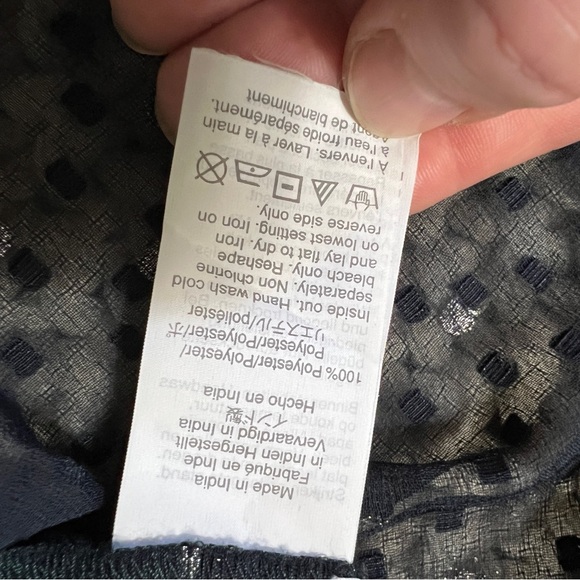 Made in India
Fabriqué en Inde
in Indien Hergestellt
Vervaardigd in India
インド製
Hecho en India
100% Polyester/Polyester/
Polyester/Polyester/ポ
リエステル/poliéster
Inside out. Hand wash cold
separately. Non chlorine
bleach only. Reshape
and lay flat to dry. Iron
on lowest setting. Iron on
reverse side only.
À l'envers. Laver à la main
à l'eau froide séparément.
de blanchiment